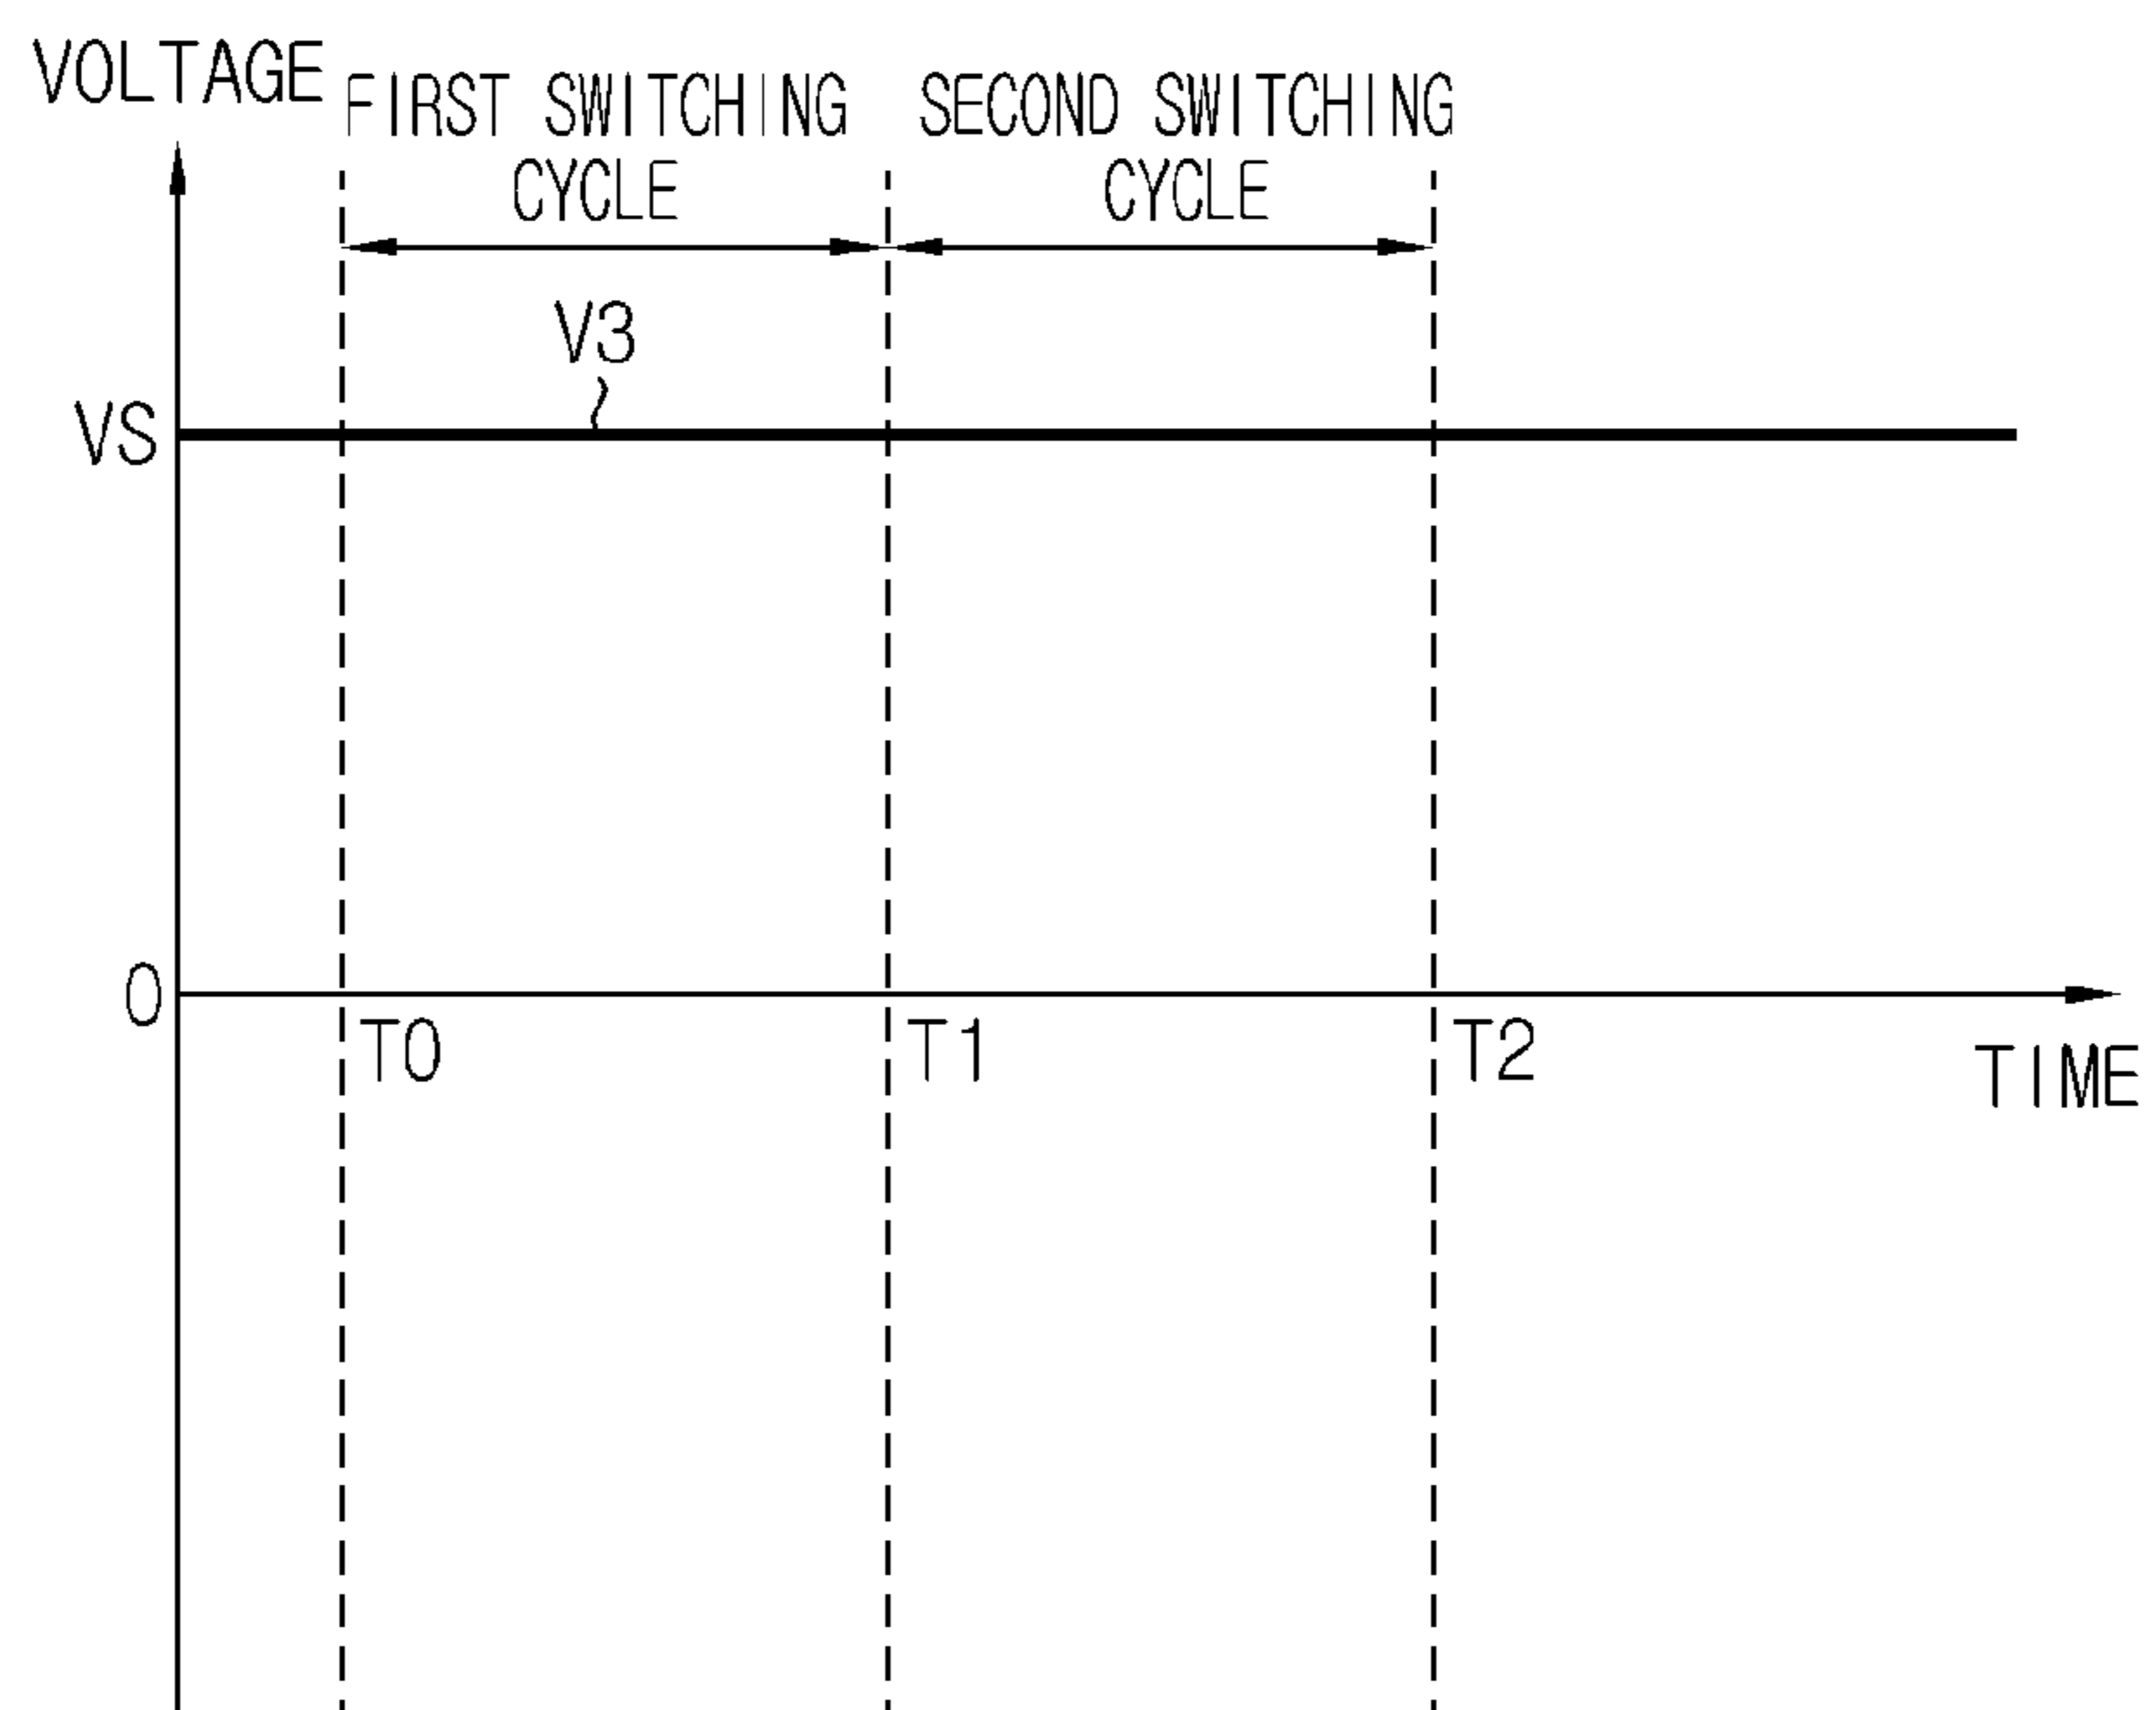 VOLTAGE
FIRST SWITCHING
CYCLE
SECOND SWITCHING
CYCLE
V3
VS
0
T0
T1
T2
TIME